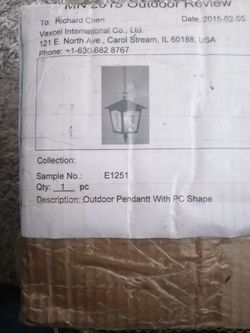 MN 2015 Outdoor Review
To: Richard Chen Date: 2015-02-05
Vaxcel International Co., Ltd.
121 E. North Ave., Carol Stream, IL 60188, USA
Phone: +1-630-682 8767
Collection:
Sample No.: E1251
Qty: 1 pc
Description: Outdoor Pendantt With PC Shape